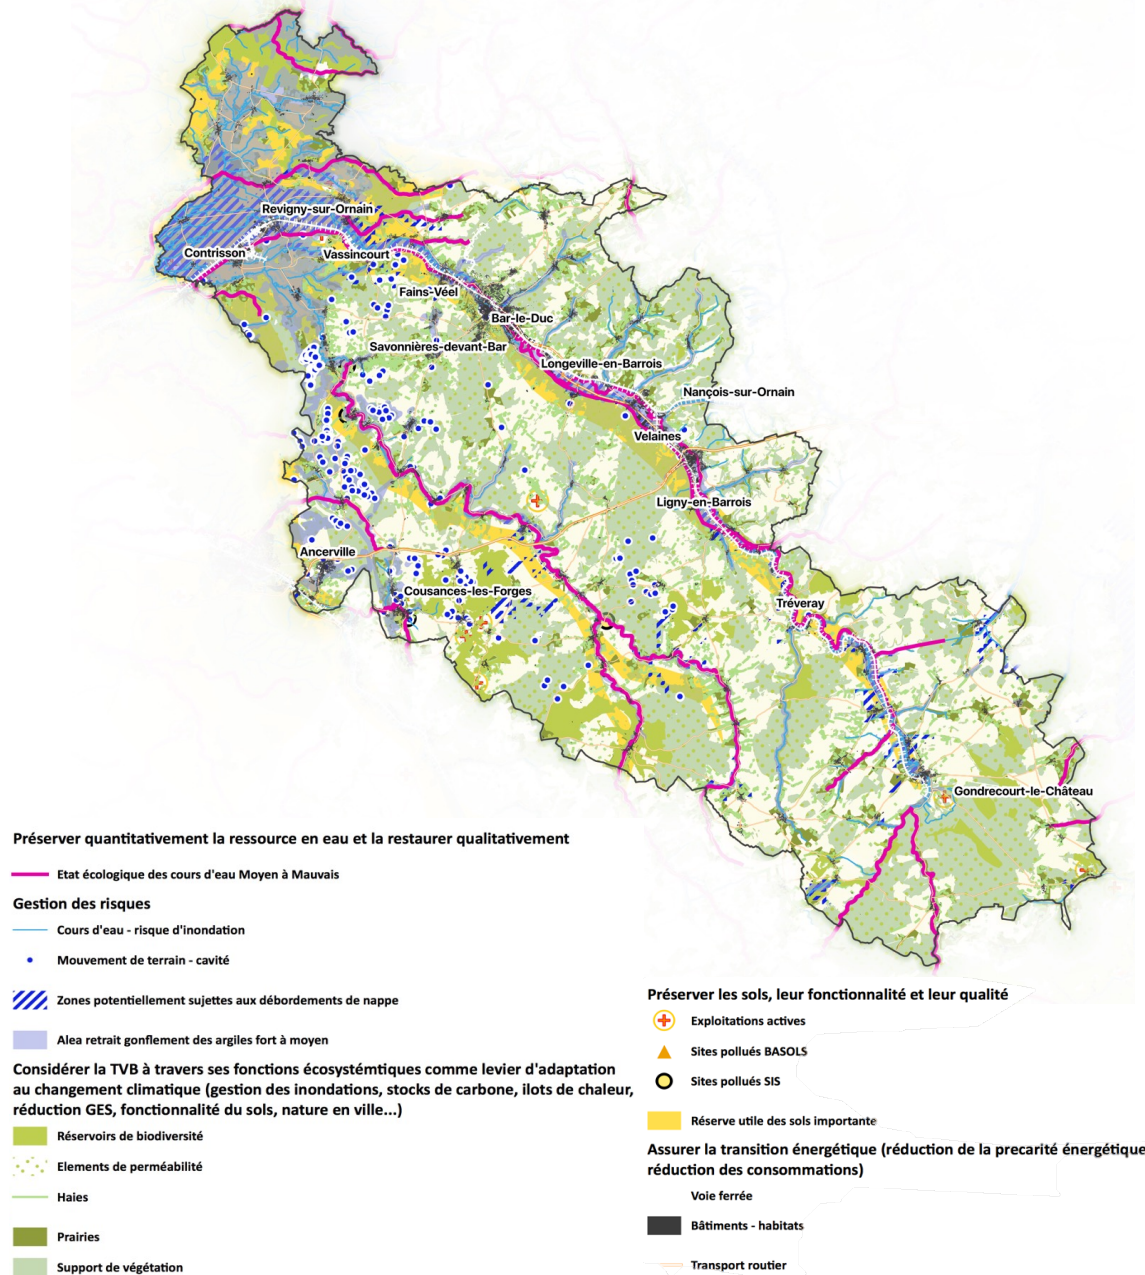 Revigny-sur-Ornain
Contrisson
Vassincourt
Fains-Véel
Bar-le-Duc
Savonnières-devant-Bar
Longeville-en-Barrois
Nançois-sur-Ornain
Velaines
Ligny-en-Barrois
Ancerville
Cousances-les-Forges
Tréveray
Gondrecourt-le-Château
Préserver quantitativement la ressource en eau et la restaurer qualitativement
Etat écologique des cours d'eau Moyen à Mauvais
Gestion des risques
Cours d'eau - risque d'inondation
Mouvement de terrain - cavité
Zones potentiellement sujettes aux débordements de nappe
Alea retrait gonflement des argiles fort à moyen
Considérer la TVB à travers ses fonctions écosystémtiques comme levier d'adaptation
au changement climatique (gestion des inondations, stocks de carbone, ilots de chaleur,
réduction GES, fonctionnalité du sols, nature en ville...)
Réservoirs de biodiversité
Elements de perméabilité
Haies
Prairies
Support de végétation
Préserver les sols, leur fonctionnalité et leur qualité
Exploitations actives
Sites pollués BASOLS
Sites pollués SIS
Réserve utile des sols importante
Assurer la transition énergétique (réduction de la precarité énergétique
réduction des consommations)
Voie ferrée
Bâtiments - habitats
Transport routier